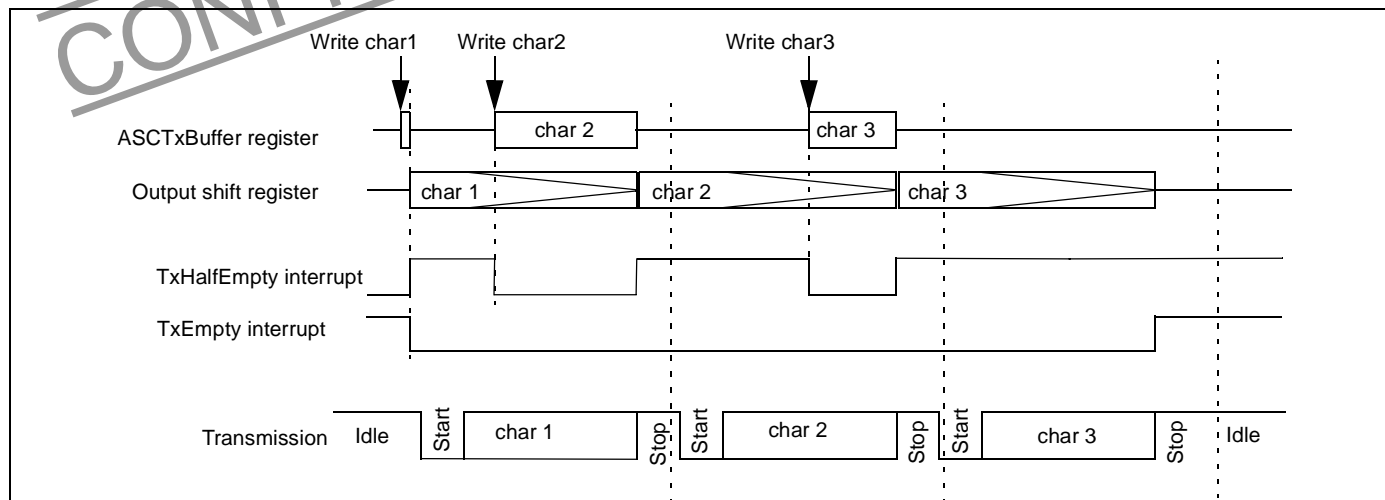 CONFI
Write char1 Write char2 Write char3
ASCTxBuffer register char 2 char 3
Output shift register char 1 char 2 char 3
TxHalfEmpty interrupt
TxEmpty interrupt
Transmission Idle Start char 1 Stop Start char 2 Stop Start char 3 Stop Idle